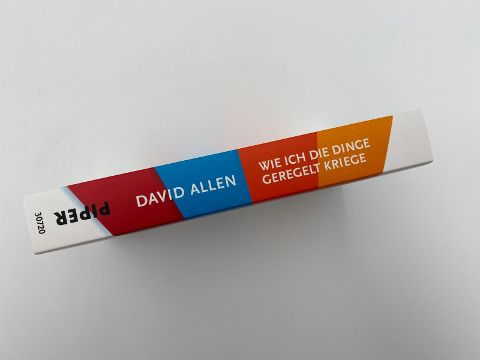 DAVID ALLEN
WIE ICH DIE DINGE
GEREGELT KRIEGE
PIPER
30720